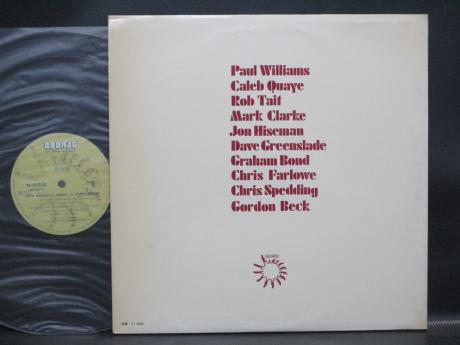 BRONZE
Paul Williams
Caleb Quaye
Rob Tait
Mark Clarke
Jon Hiseman
Dave Greenslade
Graham Bond
Chris Farlowe
Chris Spedding
Gordon Beck